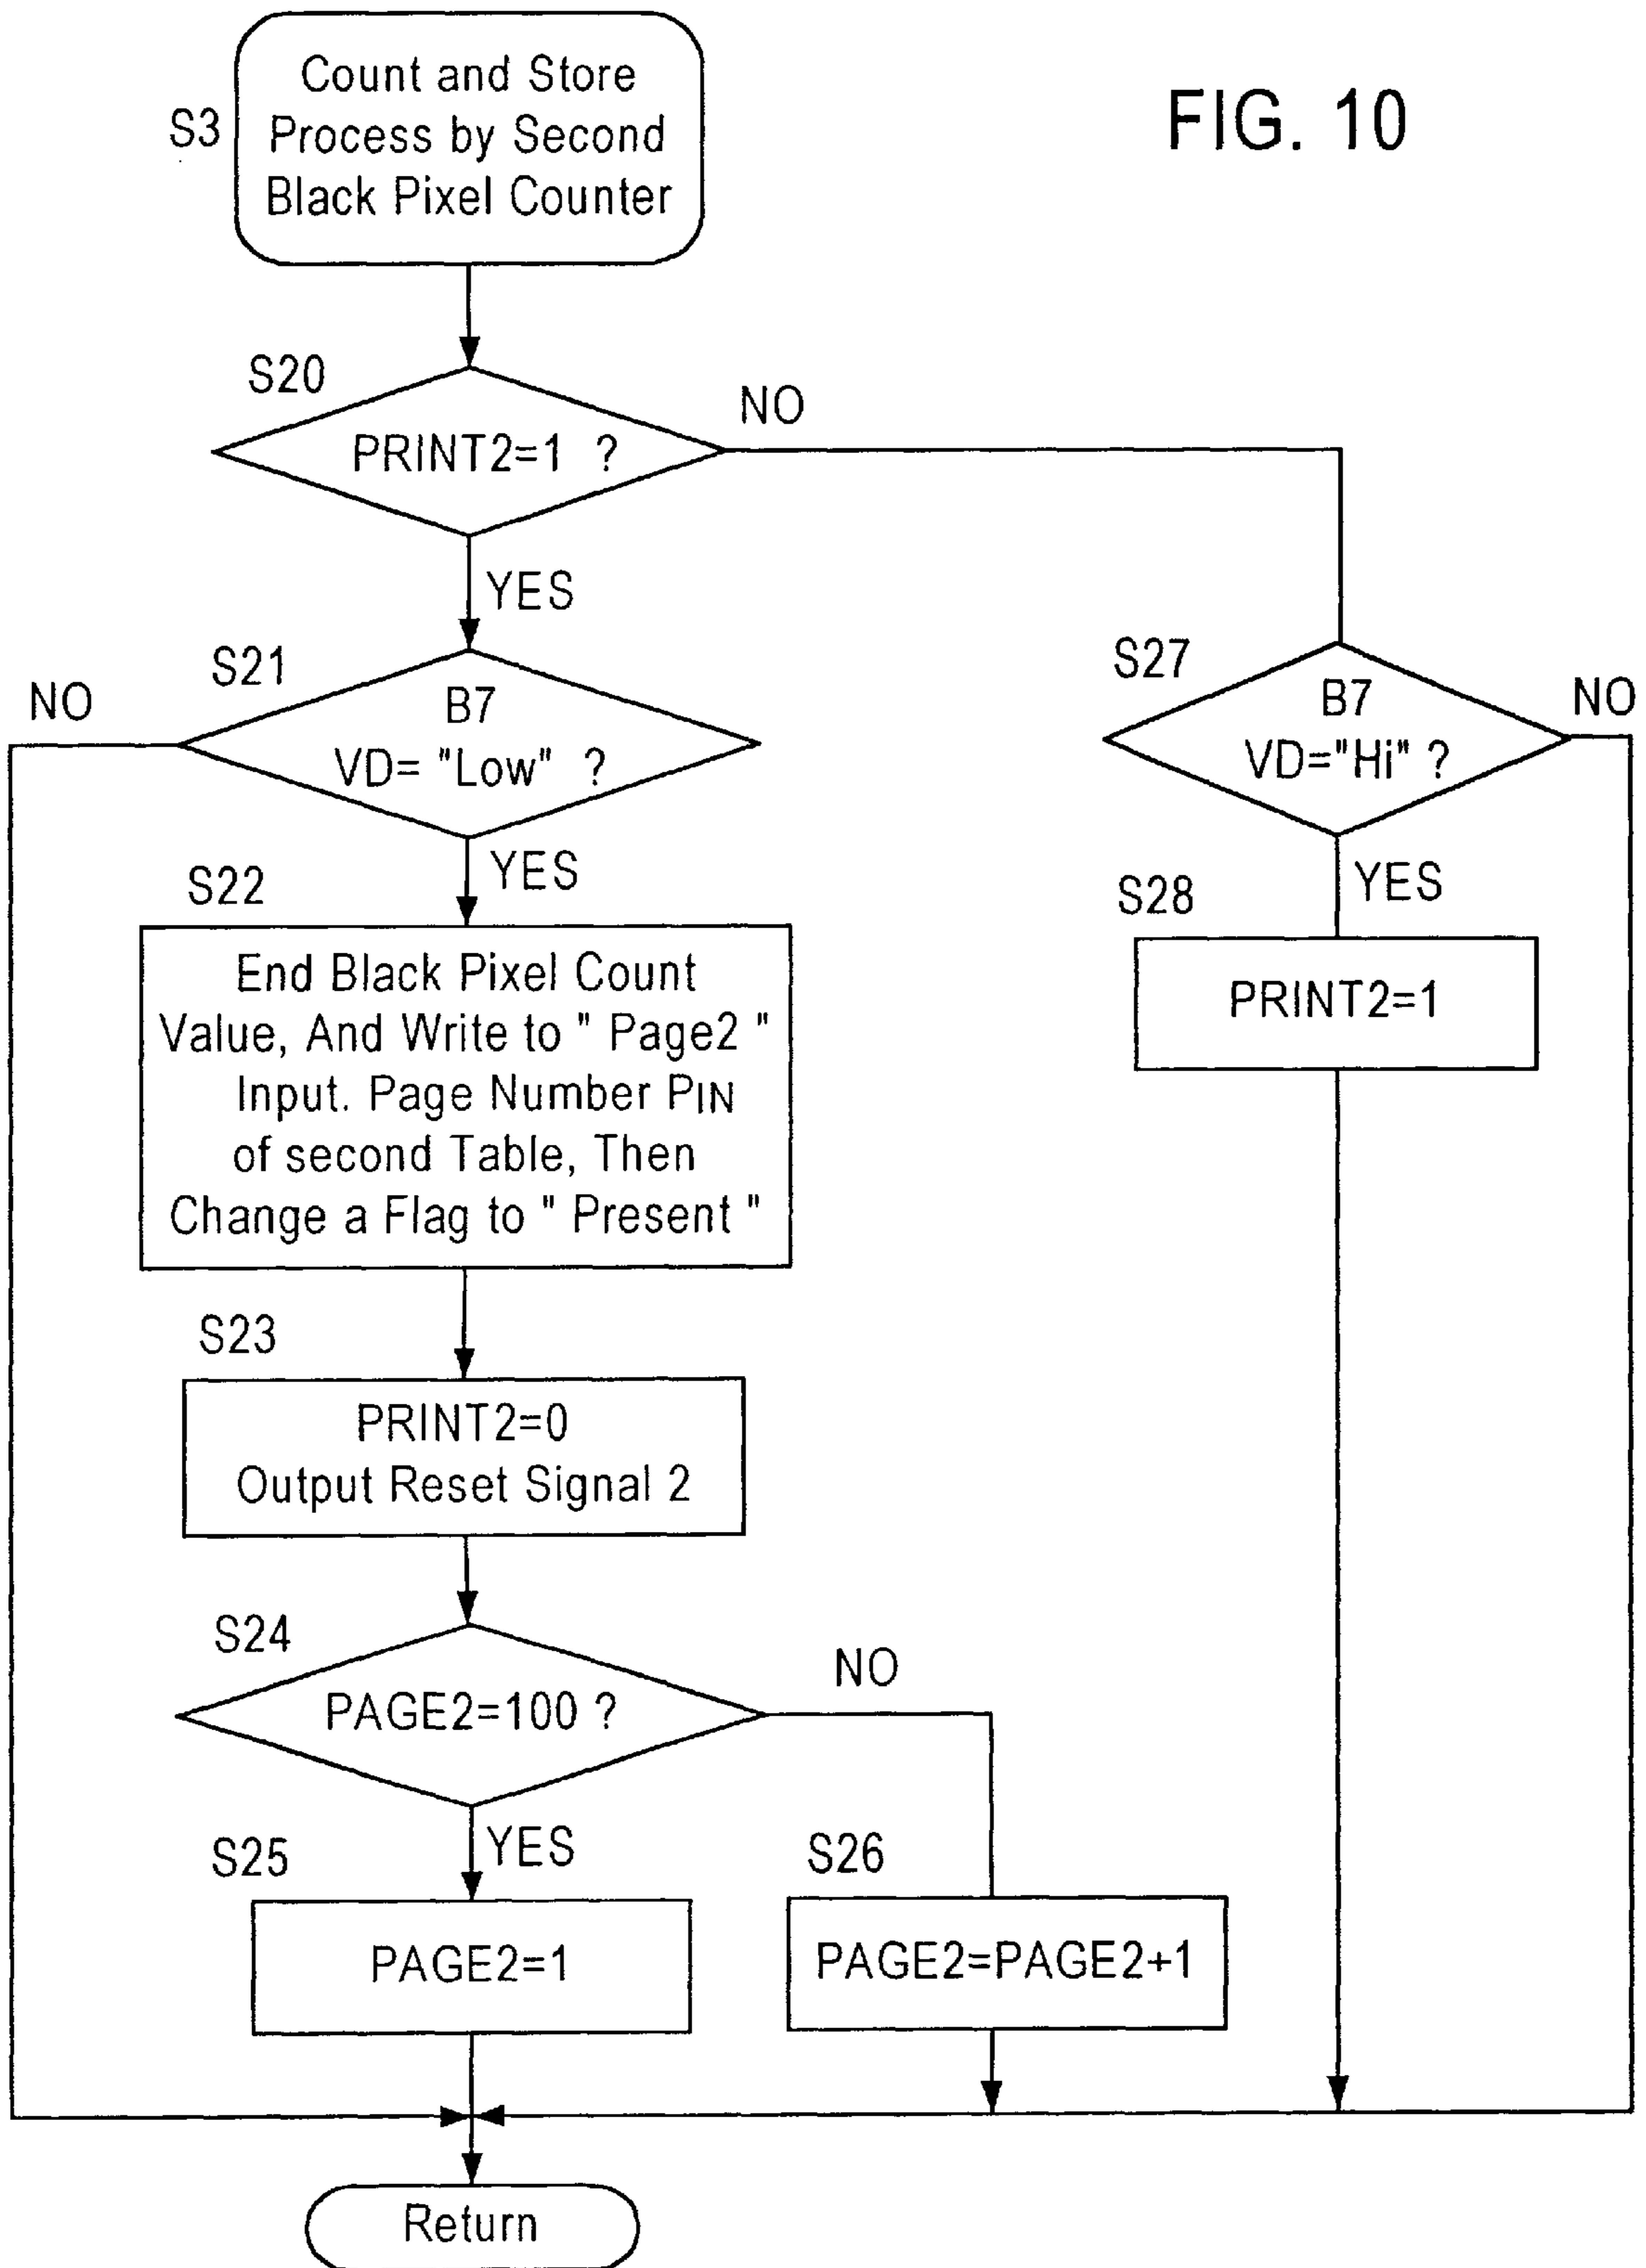 FIG. 10
S3
Count and Store
Process by Second
Black Pixel Counter
S20
PRINT2=1 ?
NO
YES
S21
NO
B7
VD= "Low" ?
YES
S27
B7
VD="Hi" ?
NO
YES
S28
PRINT2=1
S22
End Black Pixel Count
Value, And Write to " Page2 "
Input. Page Number PIN
of second Table, Then
Change a Flag to " Present "
S23
PRINT2=0
Output Reset Signal 2
S24
PAGE2=100 ?
NO
YES
S25
PAGE2=1
S26
PAGE2=PAGE2+1
Return